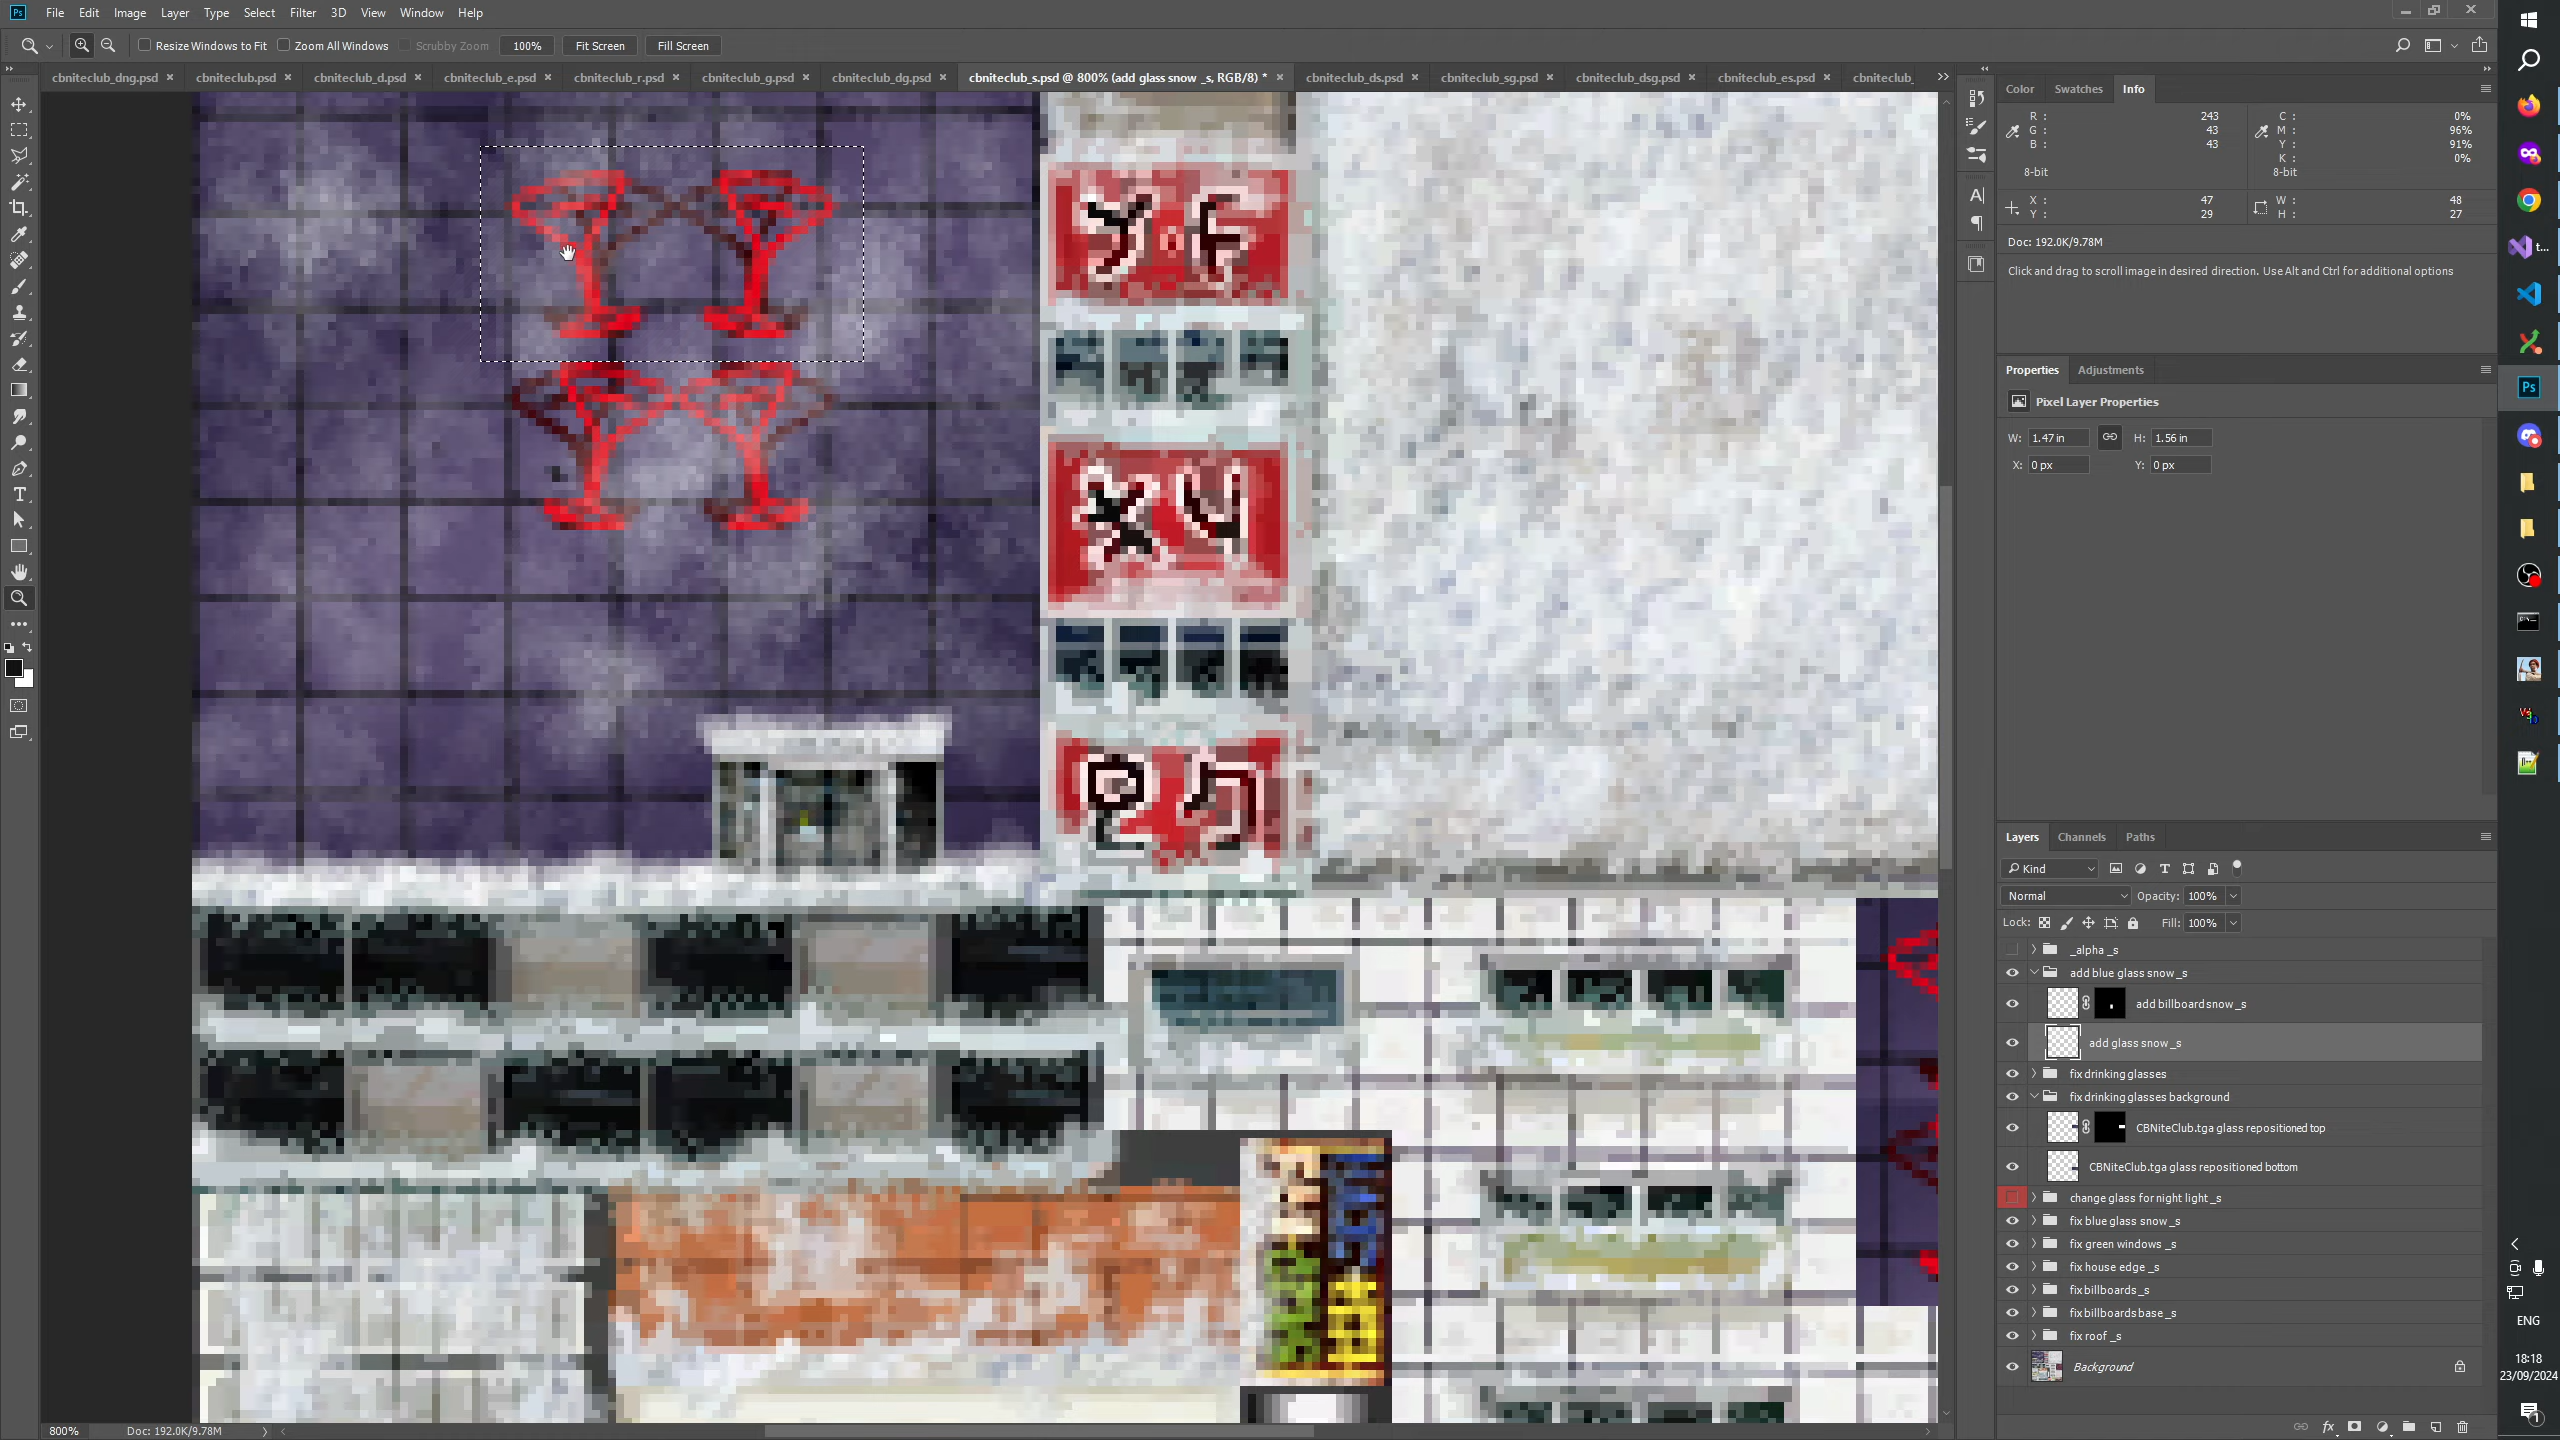 File Edit Image Layer Type Select Filter 3D View Window Help
Resize Windows to Fit Zoom All Windows Scrubby Zoom 100% Fit Screen Fill Screen
cbniteclub_dng.psd cbniteclub.psd cbniteclub_d.psd cbniteclub_e.psd cbniteclub_r.psd cbniteclub_g.psd cbniteclub_dg.psd cbniteclub_s.psd @ 800% (add glass snow _s, RGB/8) * cbniteclub_ds.psd cbniteclub_sg.psd cbniteclub_dsg.psd cbniteclub_es.psd cbniteclub_
Color Swatches Info
R : 243 C : 0%
G : 43 M : 96%
B : 43 Y : 91%
K : 0%
8-bit 8-bit
X : 47 W : 48
Y : 29 H : 27
Doc: 192.0K/9.78M
Click and drag to scroll image in desired direction. Use Alt and Ctrl for additional options
Properties Adjustments
Pixel Layer Properties
W: 1.47 in H: 1.56 in
X: 0 px Y: 0 px
Layers Channels Paths
Kind
Normal Opacity: 100%
Lock: Fill: 100%
_alpha _s
add blue glass snow _s
add billboard snow _s
add glass snow _s
fix drinking glasses
fix drinking glasses background
CBNiteClub.tga glass repositioned top
CBNiteClub.tga glass repositioned bottom
change glass for night light _s
fix blue glass snow _s
fix green windows _s
fix house edge _s
fix billboards _s
fix billboards base _s
fix roof _s
Background
800% Doc: 192.0K/9.78M
ENG
18:18
23/09/2024